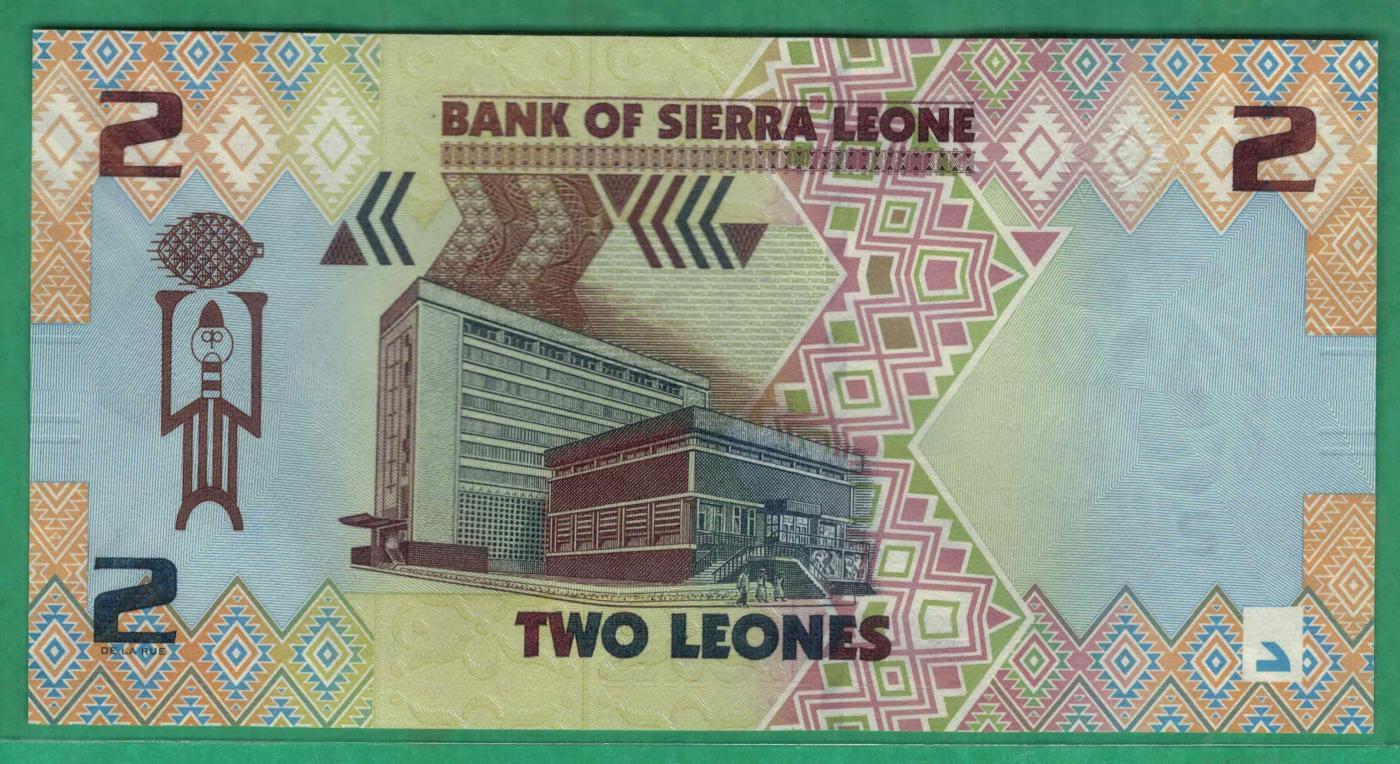 2
BANK OF SIERRA LEONE
2
2
DE LA RUE
TWO LEONES